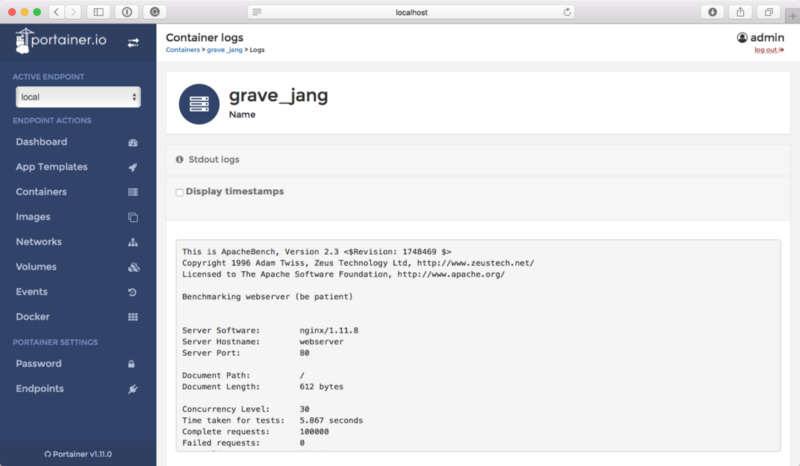 localhost
portainer.io
ACTIVE ENDPOINT
local
ENDPOINT ACTIONS
Dashboard
App Templates
Containers
Images
Networks
Volumes
Events
Docker
PORTAINER SETTINGS
Password
Endpoints
Portainer v1.11.0
Container logs
Containers > grave_jang > Logs
admin
log out
grave_jang
Name
Stdout logs
Display timestamps
This is ApacheBench, Version 2.3 <$Revision: 1748469 $>
Copyright 1996 Adam Twiss, Zeus Technology Ltd, http://www.zeustech.net/
Licensed to The Apache Software Foundation, http://www.apache.org/
Benchmarking webserver (be patient)
Server Software: nginx/1.11.8
Server Hostname: webserver
Server Port: 80
Document Path: /
Document Length: 612 bytes
Concurrency Level: 30
Time taken for tests: 5.867 seconds
Complete requests: 100000
Failed requests: 0